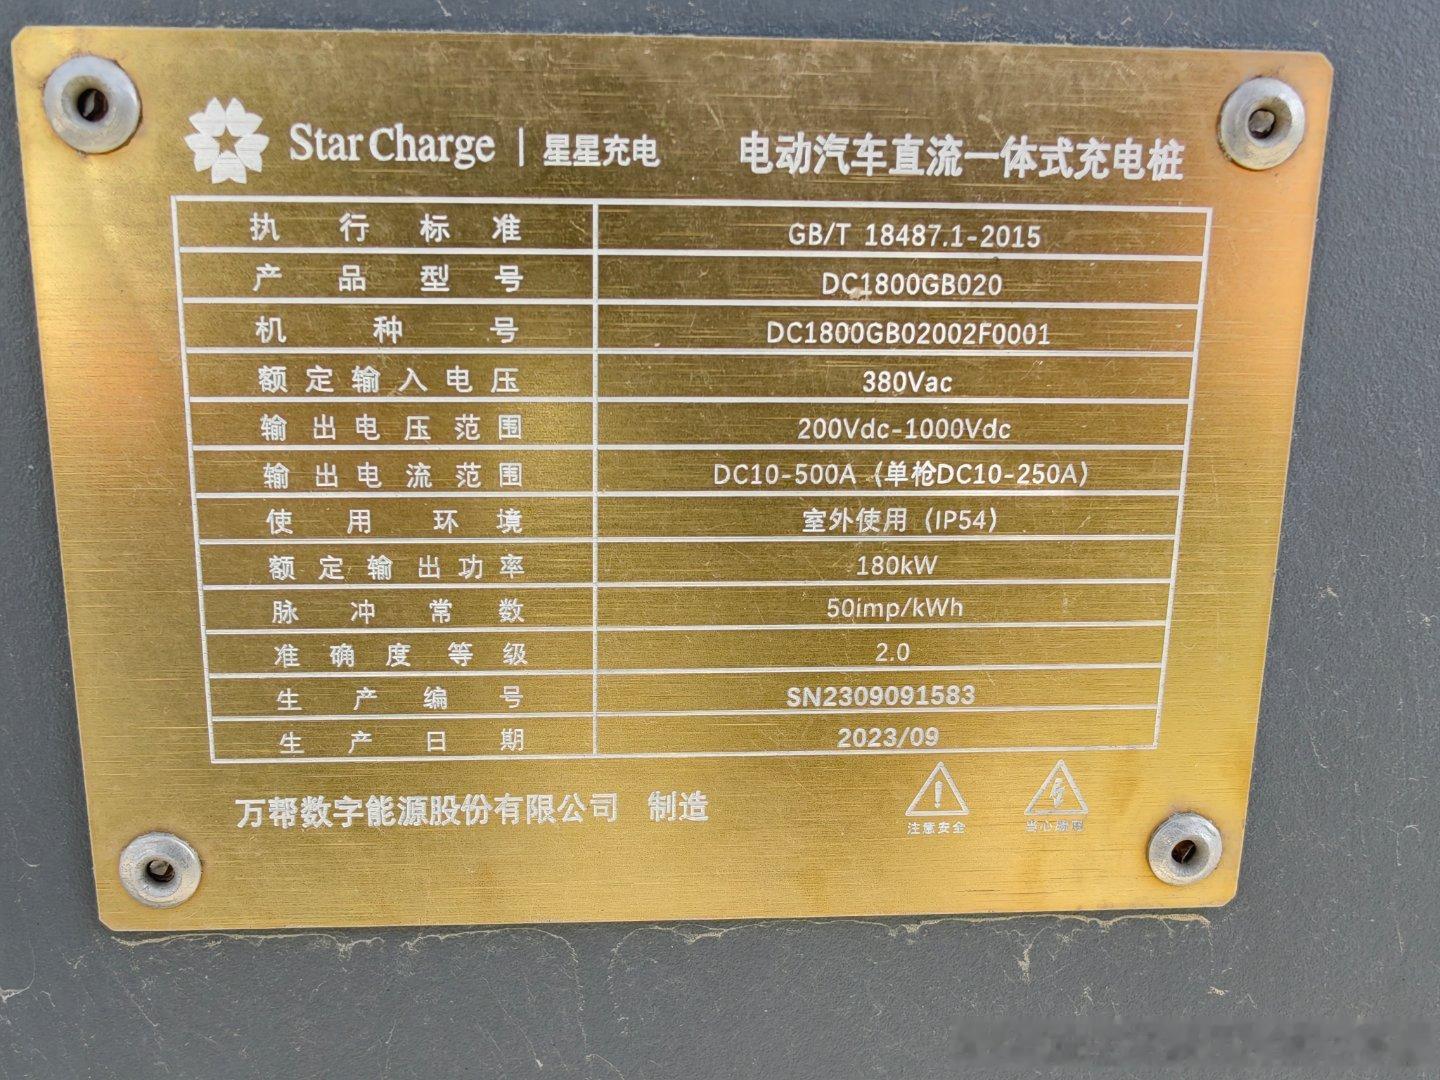 Star Charge | 星星充电 电动汽车直流一体式充电桩
执行标准 GB/T 18487.1-2015
产品型号 DC1800GB020
机种号 DC1800GB02002F0001
额定输入电压 380Vac
输出电压范围 200Vdc-1000Vdc
输出电流范围 DC10-500A（单枪DC10-250A）
使用环境 室外使用（IP54）
额定输出功率 180kW
脉冲常数 50imp/kWh
准确度等级 2.0
生产编号 SN2309091583
生产日期 2023/09
万帮数字能源股份有限公司 制造
注意安全 当心触电